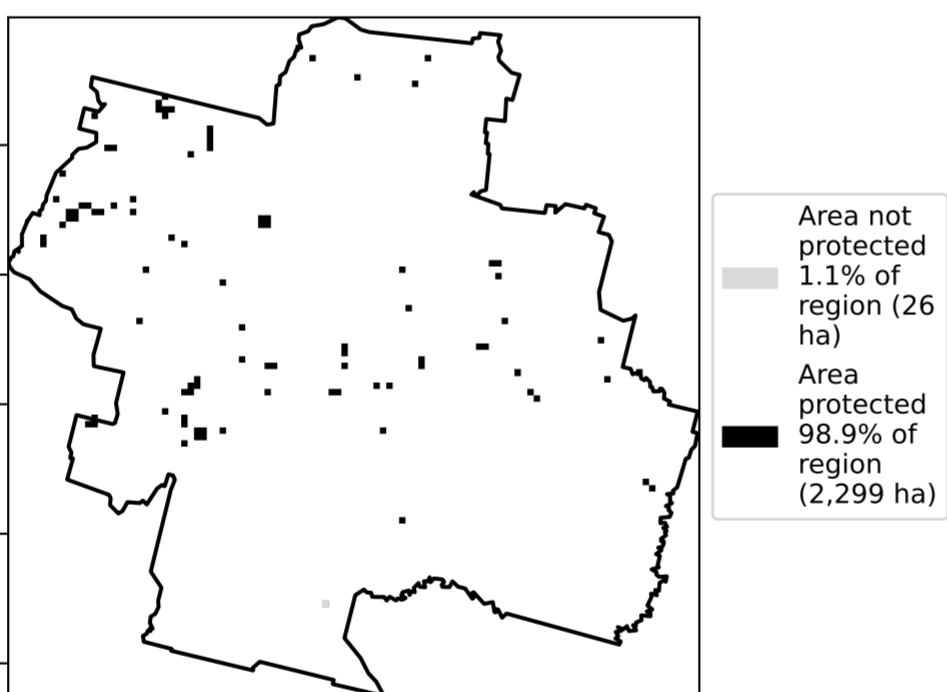 Area not
protected
1.1% of
region (26
ha)
Area
protected
98.9% of
region
(2,299 ha)